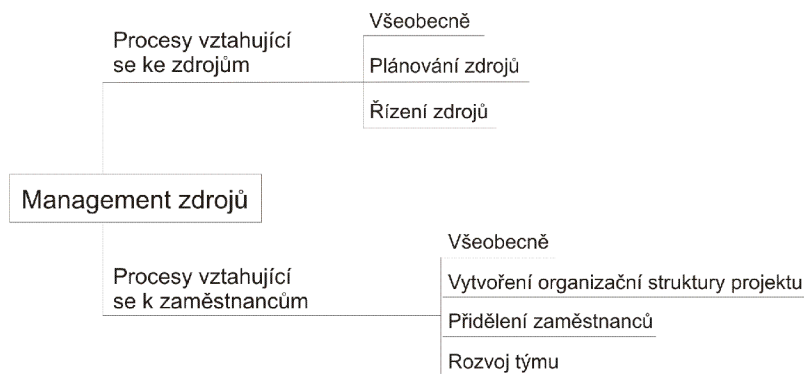 Všeobecně
Procesy vztahující
se ke zdrojům
Plánování zdrojů
Řízení zdrojů
Management zdrojů
Všeobecně
Procesy vztahující
se k zaměstnancům
Vytvoření organizační struktury projektu
Přidělení zaměstnanců
Rozvoj týmu